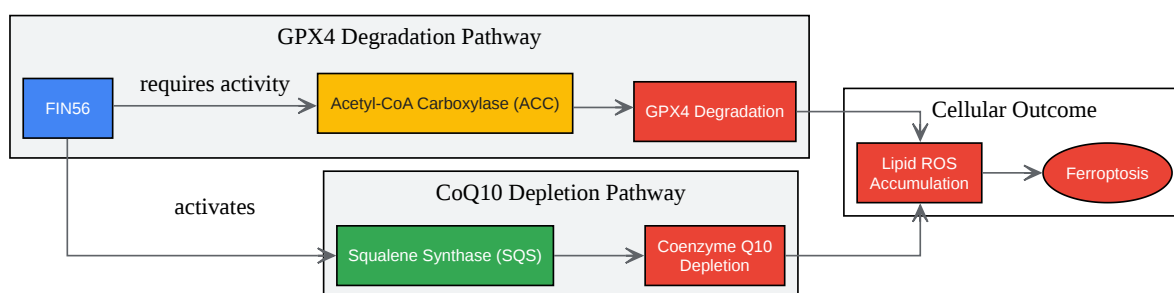 GPX4 Degradation Pathway
FIN56
requires activity
Acetyl-CoA Carboxylase (ACC)
GPX4 Degradation
Cellular Outcome
Lipid ROS
Accumulation
Ferroptosis
activates
CoQ10 Depletion Pathway
Squalene Synthase (SQS)
Coenzyme Q10
Depletion